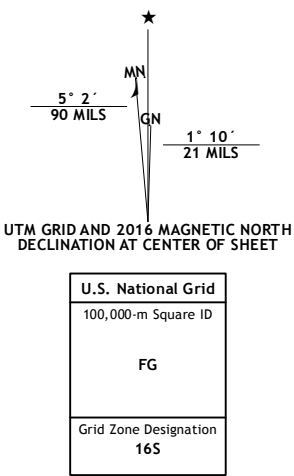 MN
5° 2´
90 MILS
GN
1° 10´
21 MILS
UTM GRID AND 2016 MAGNETIC NORTH
DECLINATION AT CENTER OF SHEET
U.S. National Grid
100,000-m Square ID
FG
Grid Zone Designation
16S